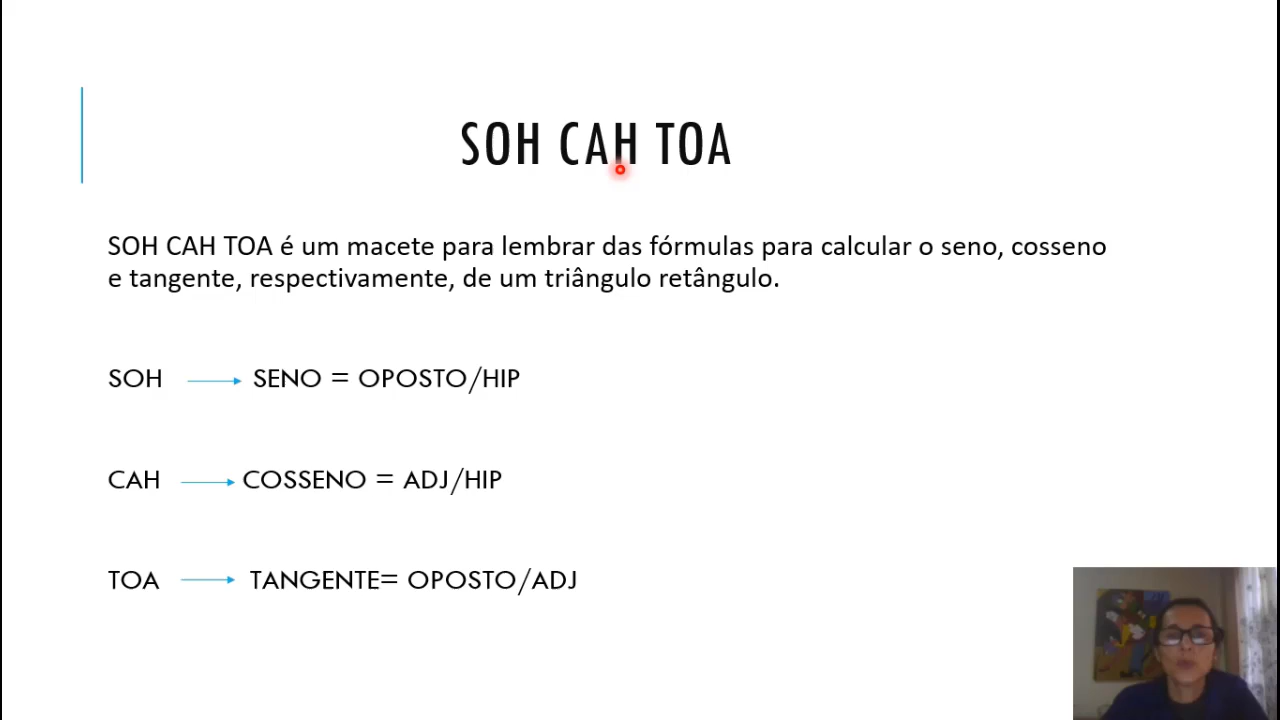 SOH CAH TOA
SOH CAH TOA é um macete para lembrar das fórmulas para calcular o seno, cosseno
e tangente, respectivamente, de um triângulo retângulo.
SOH → SENO = OPOSTO/HIP
CAH → COSSENO = ADJ/HIP
TOA → TANGENTE= OPOSTO/ADJ